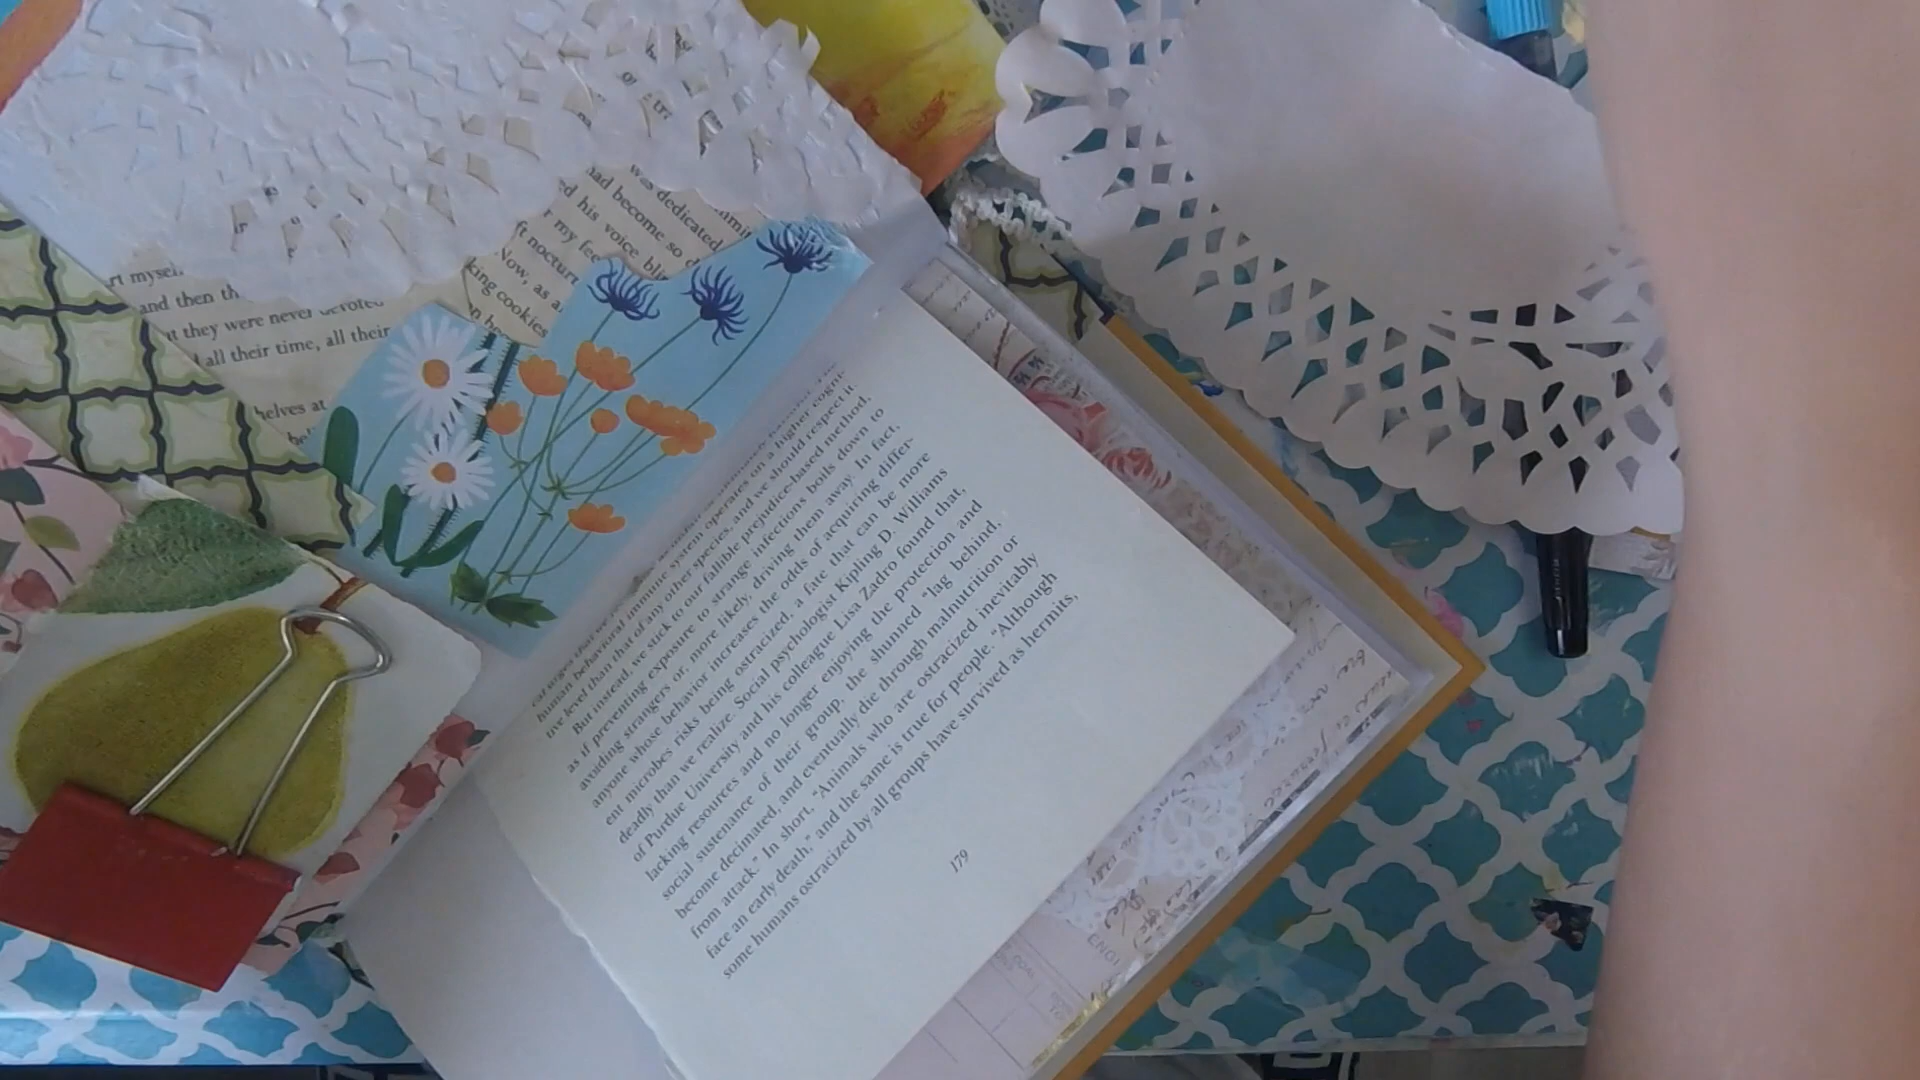 rt myself
and then th
t they were never devoted
all their time, all their
helves at
was dedicated
had become so d
ed his voice bli
r my fee
ft nocturn
Now, as a
king cookies
human behavioral immune system operates on a higher cogni-
tive level than that of any other species, and we should respect it.
But instead, we stick to our fallible prejudice-based method,
as if preventing exposure to strange infections boils down to
avoiding strangers or, more likely, driving them away. In fact,
anyone whose behavior increases the odds of acquiring differ-
ent microbes risks being ostracized, a fate that can be more
deadly than we realize. Social psychologist Kipling D. Williams
of Purdue University and his colleague Lisa Zadro found that,
lacking resources and no longer enjoying the protection and
social sustenance of their group, the shunned "lag behind,
become decimated, and eventually die through malnutrition or
from attack." In short, "Animals who are ostracized inevitably
face an early death," and the same is true for people. "Although
some humans ostracized by all groups have survived as hermits,
179